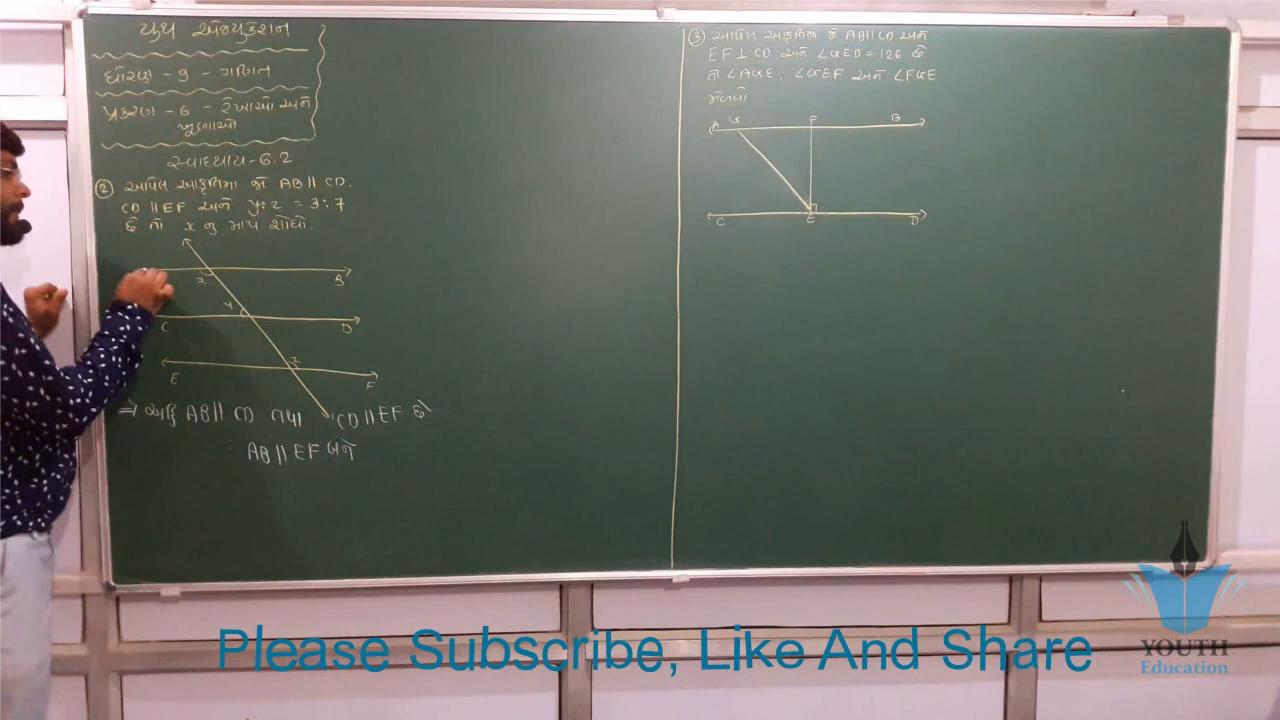 યુથ એજ્યુકેશન
ધોરણ - 9 - ગણિત
પ્રકરણ - 6 - રેખાઓ અને
ખૂણાઓ
સ્વાધ્યાય - 6.2
② આપેલ આકૃતિમા જો AB || CD.
CD || EF અને y:z = 3:7
છે તો x નુ માપ શોધો.
B
x
y
C
D
z
E
F
⇒ અહિ AB || CD તથા CD || EF છે
AB || EF બને
③ આપેલ આકૃતિમા જો AB || CD અને
EF ⊥ CD અને ∠GED = 126 છે
તો ∠AGE, ∠GEF અને ∠FGE
મેળવો
A G F B
C E D
Please Subscribe, Like And Share
YOUTH
Education